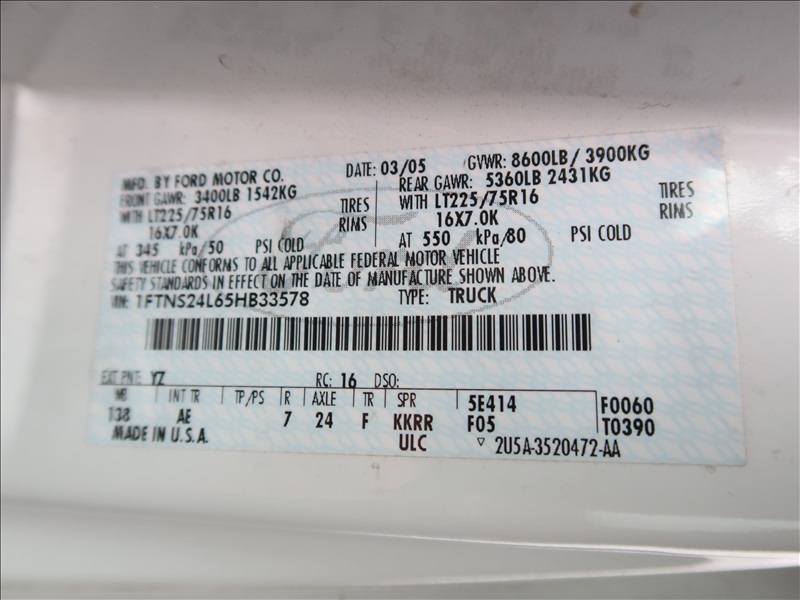 MFD. BY FORD MOTOR CO. DATE: 03/05 GVWR: 8600LB / 3900KG
FRONT GAWR: 3400LB 1542KG REAR GAWR: 5360LB 2431KG
WITH LT225/75R16 TIRES WITH LT225/75R16 TIRES
16X7.0K RIMS 16X7.0K RIMS
AT 345 kPa/50 PSI COLD AT 550 kPa/80 PSI COLD
THIS VEHICLE CONFORMS TO ALL APPLICABLE FEDERAL MOTOR VEHICLE
SAFETY STANDARDS IN EFFECT ON THE DATE OF MANUFACTURE SHOWN ABOVE.
VIN: 1FTNS24L65HB33578 TYPE: TRUCK
EXT PNT: YZ RC: 16 DSO:
WB INT TR TP/PS R AXLE TR SPR 5E414 F0060
138 AE 7 24 F KKRR F05 T0390
MADE IN U.S.A. ULC ▽ 2U5A-3520472-AA